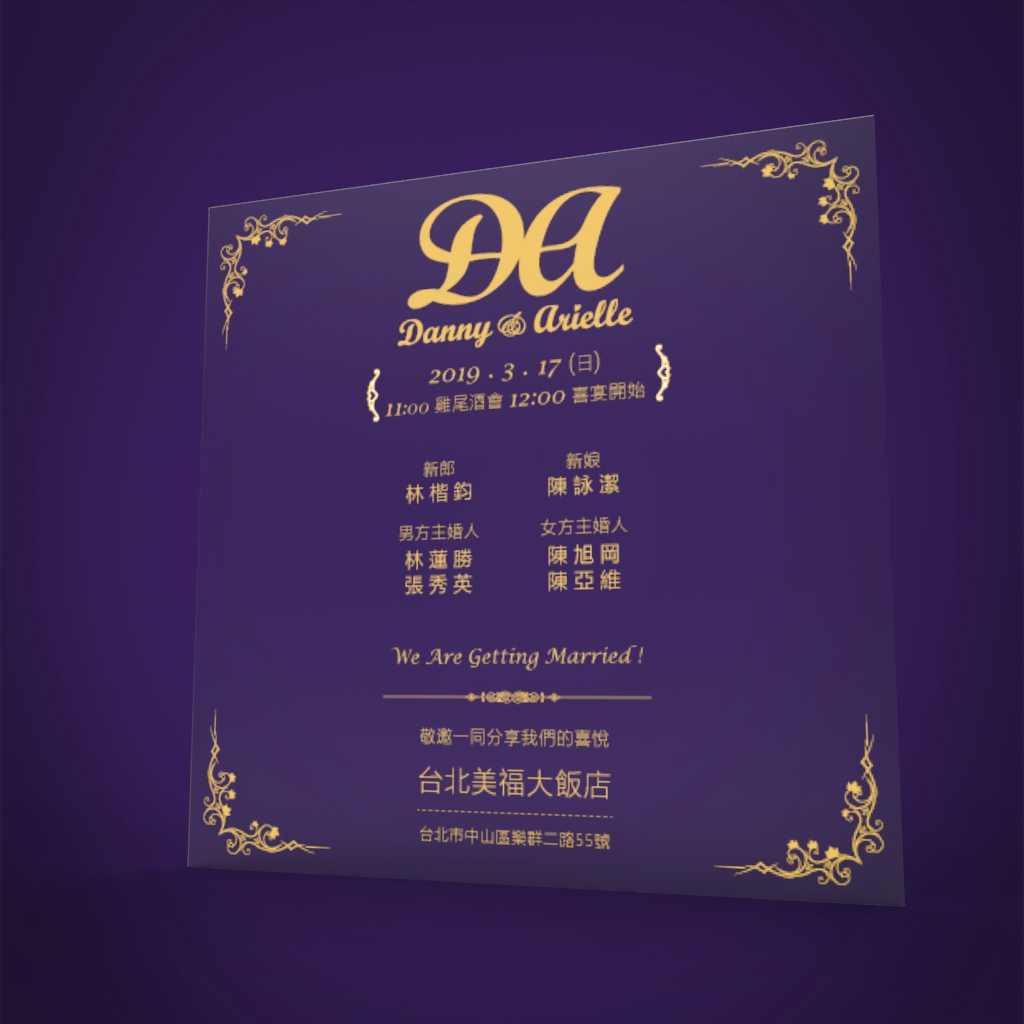 DA
Danny & Arielle
2019 . 3 . 17 (日)
11:00 雞尾酒會 12:00 喜宴開始
新郎 新娘
林楷鈞 陳詠潔
男方主婚人 女方主婚人
林蓮勝 陳旭岡
張秀英 陳亞維
We Are Getting Married !
敬邀一同分享我們的喜悅
台北美福大飯店
台北市中山區樂群二路55號